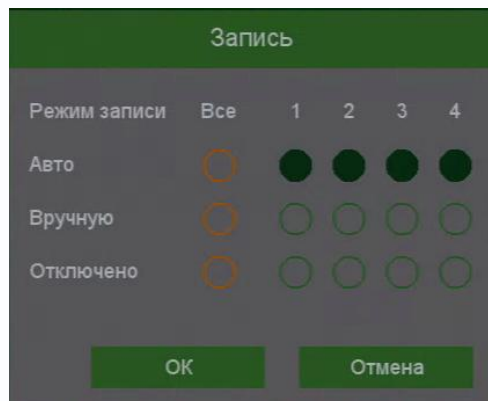 Запись
Режим записи Все 1 2 3 4
Авто
Вручную
Отключено
ОК Отмена